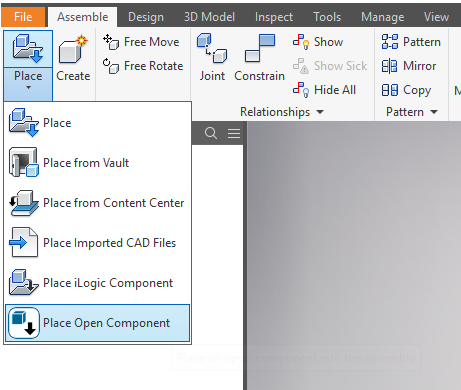 File Assemble Design 3D Model Inspect Tools Manage View
Place
Create
Free Move
Free Rotate
Joint
Constrain
Show
Show Sick
Hide All
Relationships
Pattern
Mirror
Copy
Pattern
M
Place
Place from Vault
Place from Content Center
Place Imported CAD Files
Place iLogic Component
Place Open Component